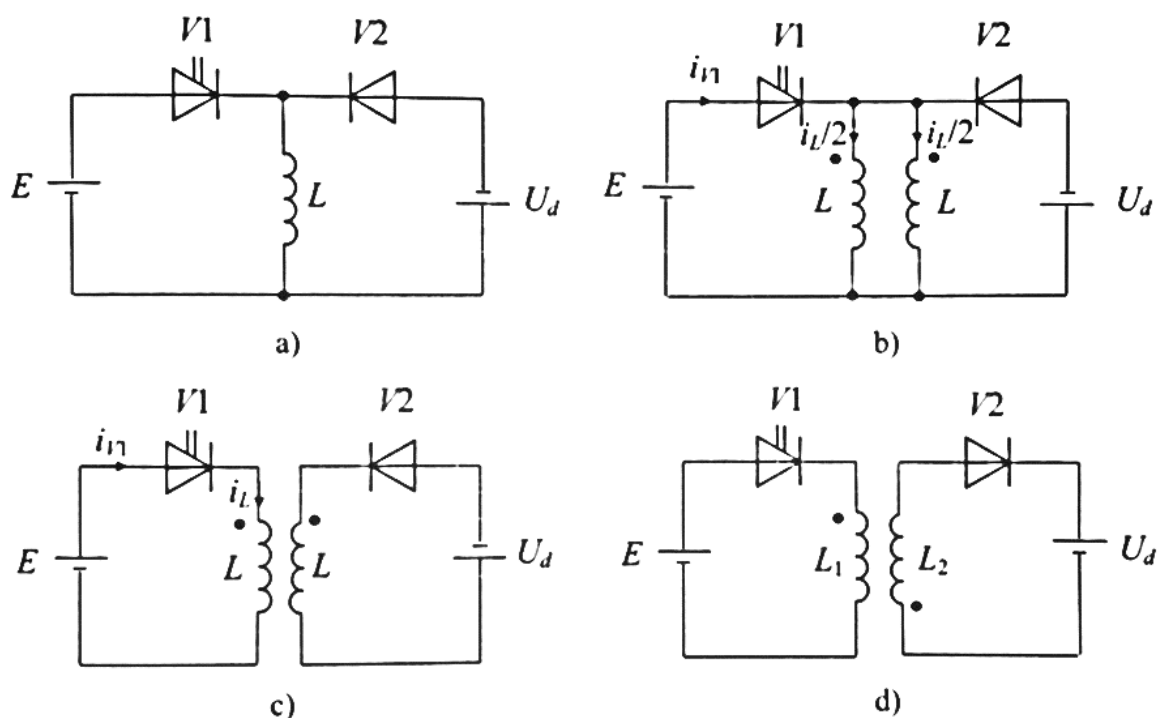 V1
V2
E
L
U_d
a)
V1
V2
i_V1
i_L/2
i_L/2
E
L
L
U_d
b)
V1
V2
i_V1
i_L
E
L
L
U_d
c)
V1
V2
E
L_1
L_2
U_d
d)